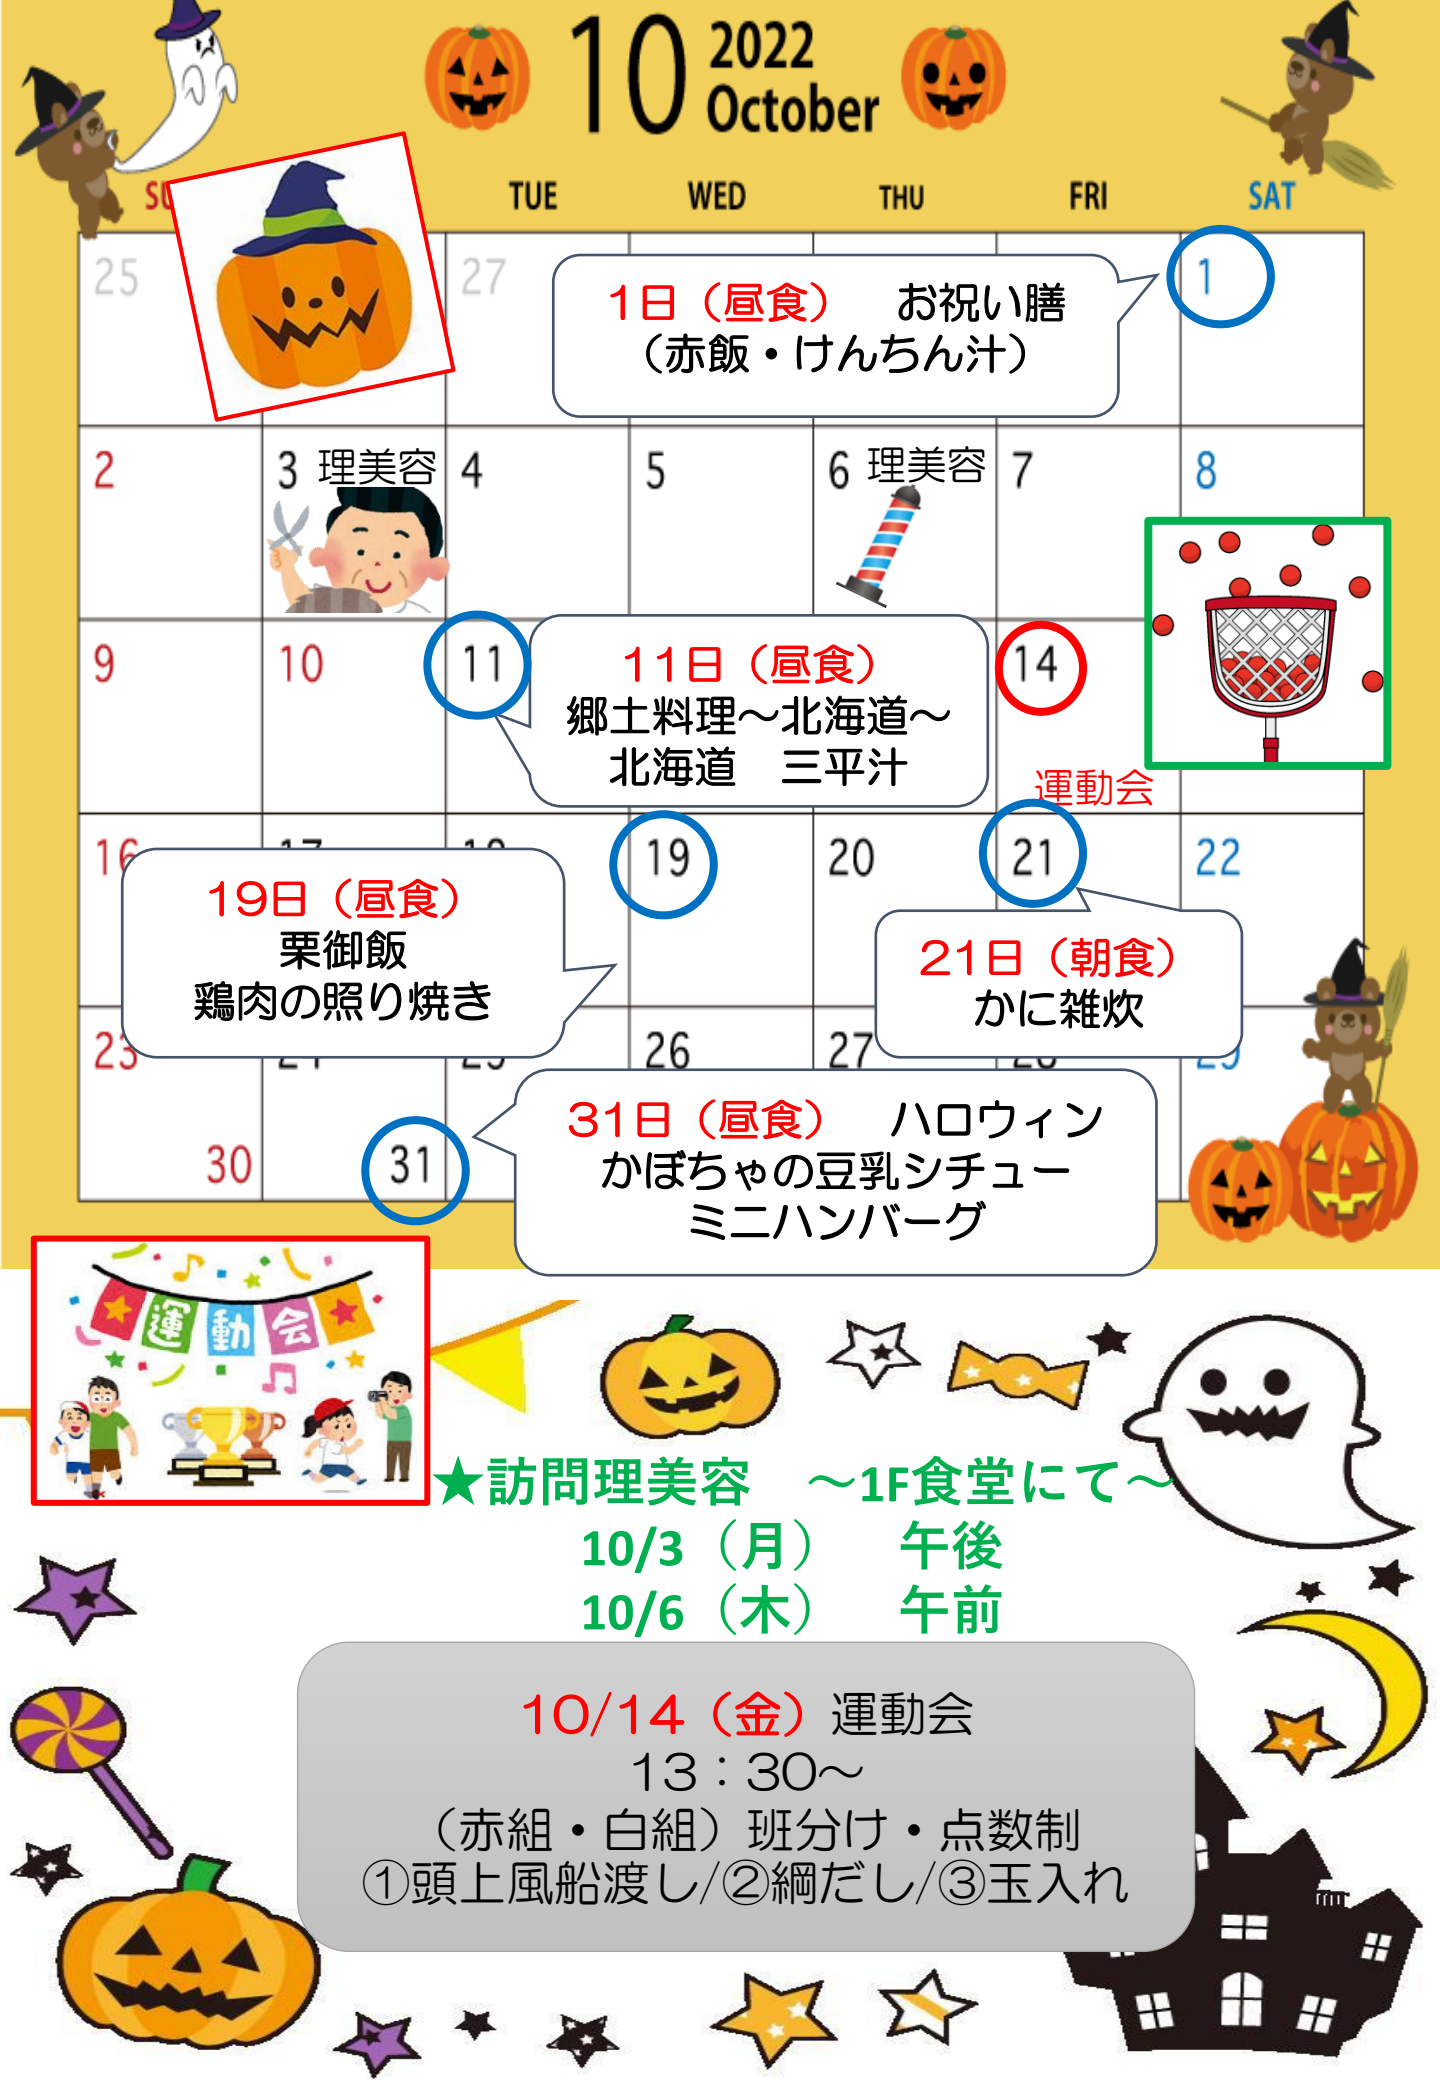 10
2022
October
TUE WED THU FRI SAT
25 27 1
1日（昼食）　お祝い膳
（赤飯・けんちん汁）
2 3 理美容 4 5 6 理美容 7 8
9 10 11 14
11日（昼食）
郷土料理～北海道～
北海道　三平汁
運動会
16 19 20 21 22
19日（昼食）
栗御飯
鶏肉の照り焼き
21日（朝食）
かに雑炊
23 26 27 29
30 31
31日（昼食）　ハロウィン
かぼちゃの豆乳シチュー
ミニハンバーグ
運動会
★訪問理美容　～1F食堂にて～
10/3（月）　午後
10/6（木）　午前
10/14（金）運動会
13：30～
（赤組・白組）班分け・点数制
①頭上風船渡し/②綱だし/③玉入れ